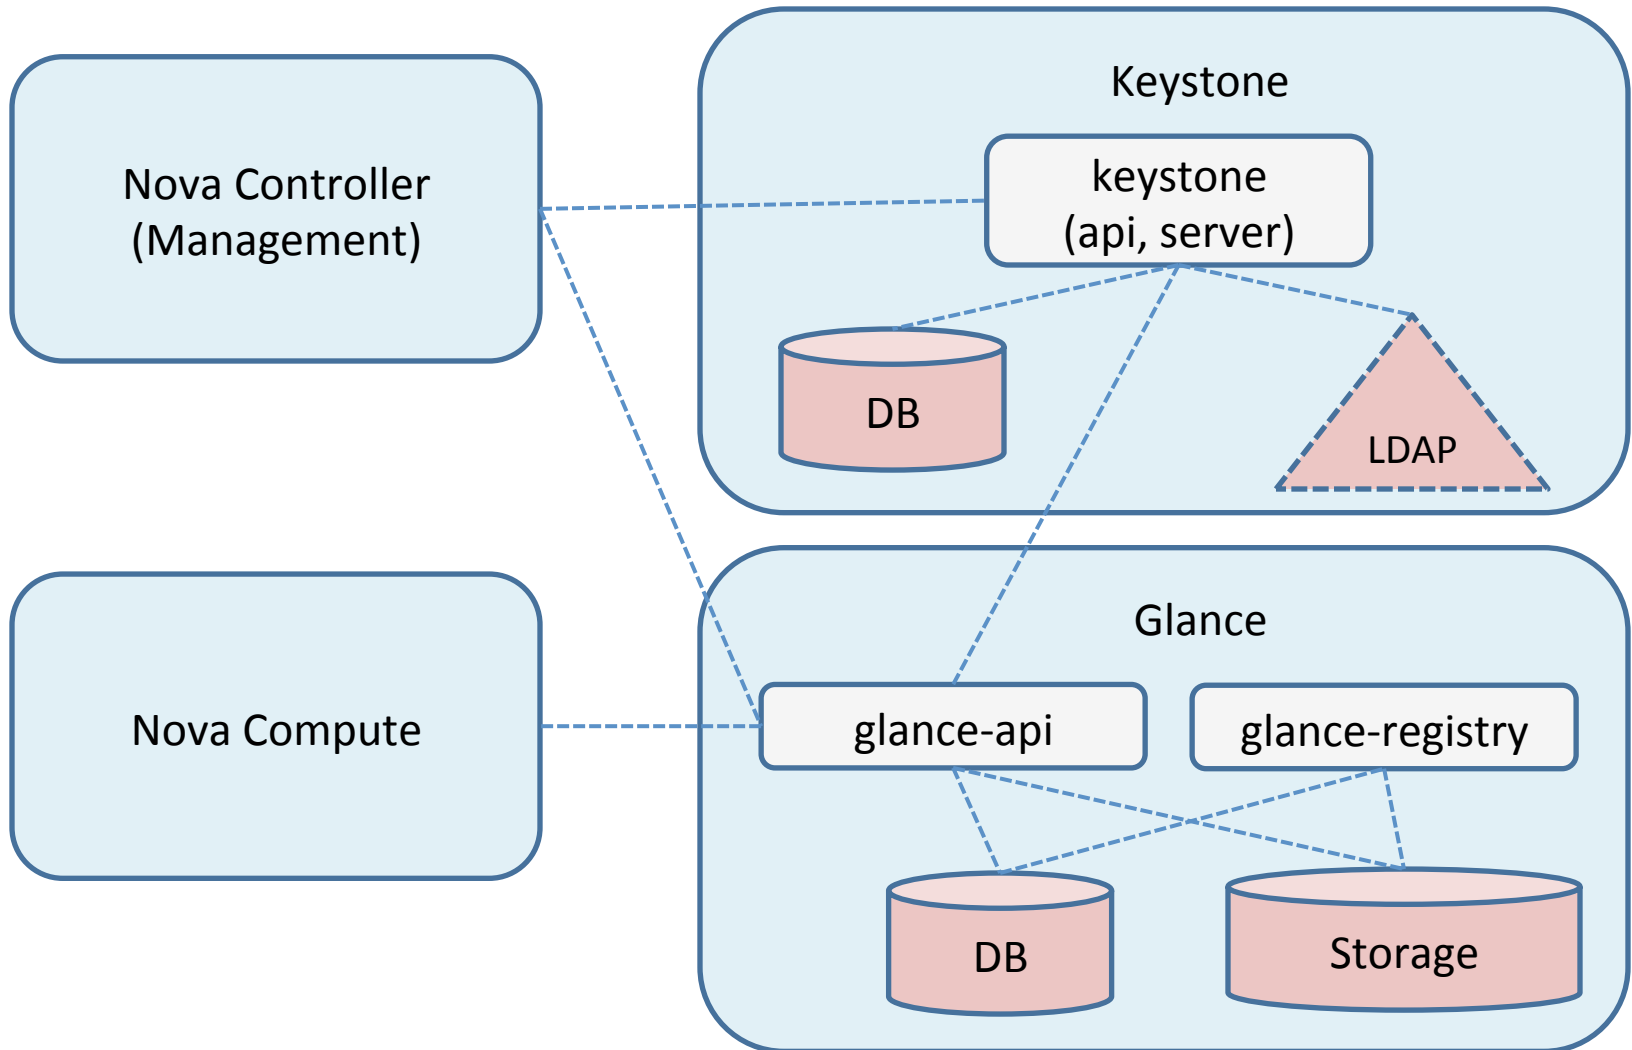 Keystone
Nova Controller
(Management)
keystone
(api, server)
DB
LDAP
Glance
Nova Compute
glance-api
glance-registry
DB
Storage